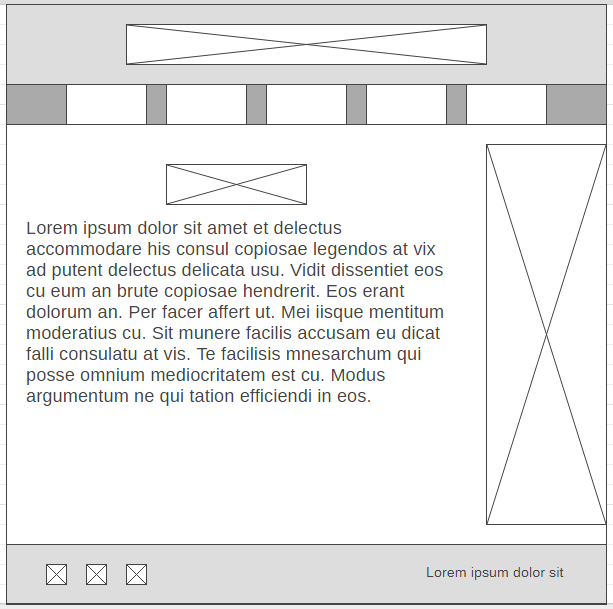 Lorem ipsum dolor sit amet et delectus
accommodare his consul copiosae legendos at vix
ad putent delectus delicata usu. Vidit dissentiet eos
cu eum an brute copiosae hendrerit. Eos erant
dolorum an. Per facer affert ut. Mei iisque mentitum
moderatius cu. Sit munere facilis accusam eu dicat
falli consulatu at vis. Te facilisis mnesarchum qui
posse omnium mediocritatem est cu. Modus
argumentum ne qui tation efficiendi in eos.
Lorem ipsum dolor sit